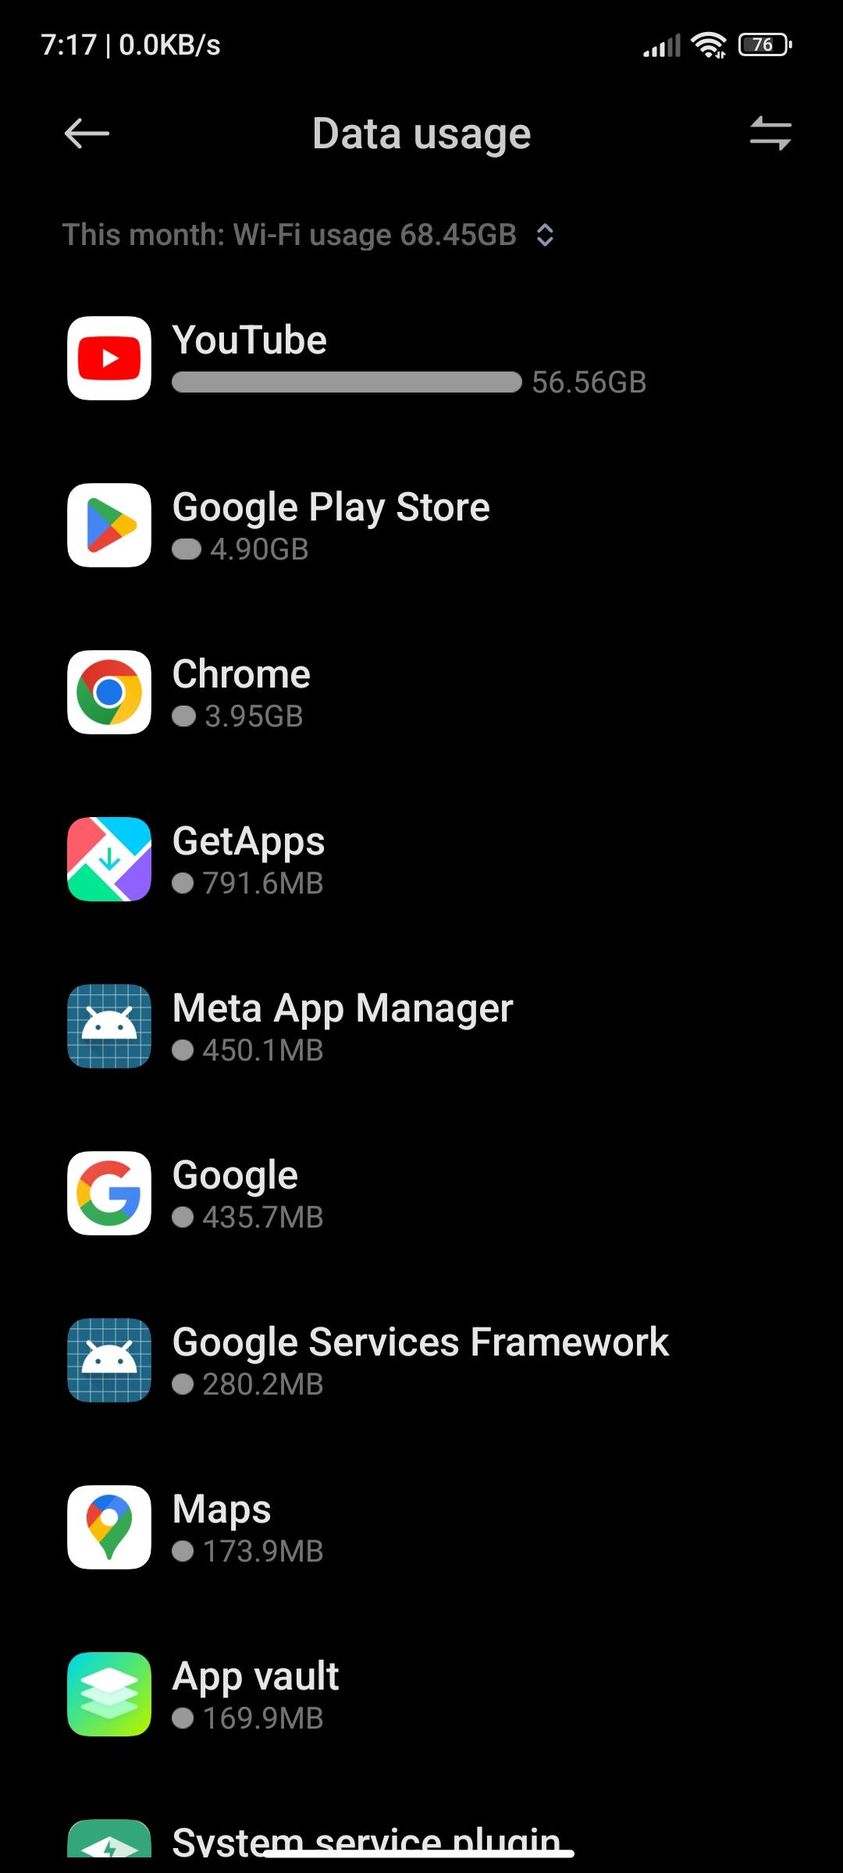 7:17 | 0.0KB/s 76
Data usage
This month: Wi-Fi usage 68.45GB
YouTube
56.56GB
Google Play Store
4.90GB
Chrome
3.95GB
GetApps
791.6MB
Meta App Manager
450.1MB
Google
435.7MB
Google Services Framework
280.2MB
Maps
173.9MB
App vault
169.9MB
System service plugin